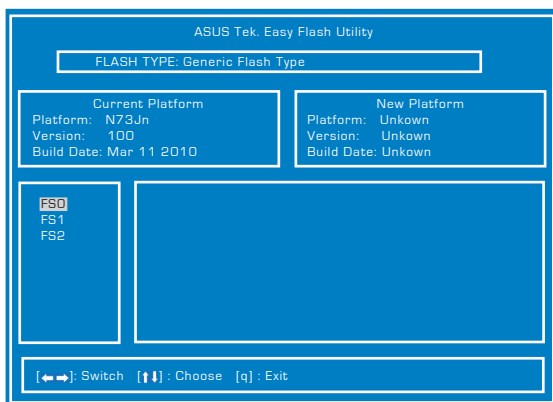 ASUS Tek. Easy Flash Utility
FLASH TYPE: Generic Flash Type
Current Platform
Platform: N73Jn
Version: 100
Build Date: Mar 11 2010
New Platform
Platform: Unkown
Version: Unkown
Build Date: Unkown
FS0
FS1
FS2
[←→]: Switch [↑↓] : Choose [q] : Exit